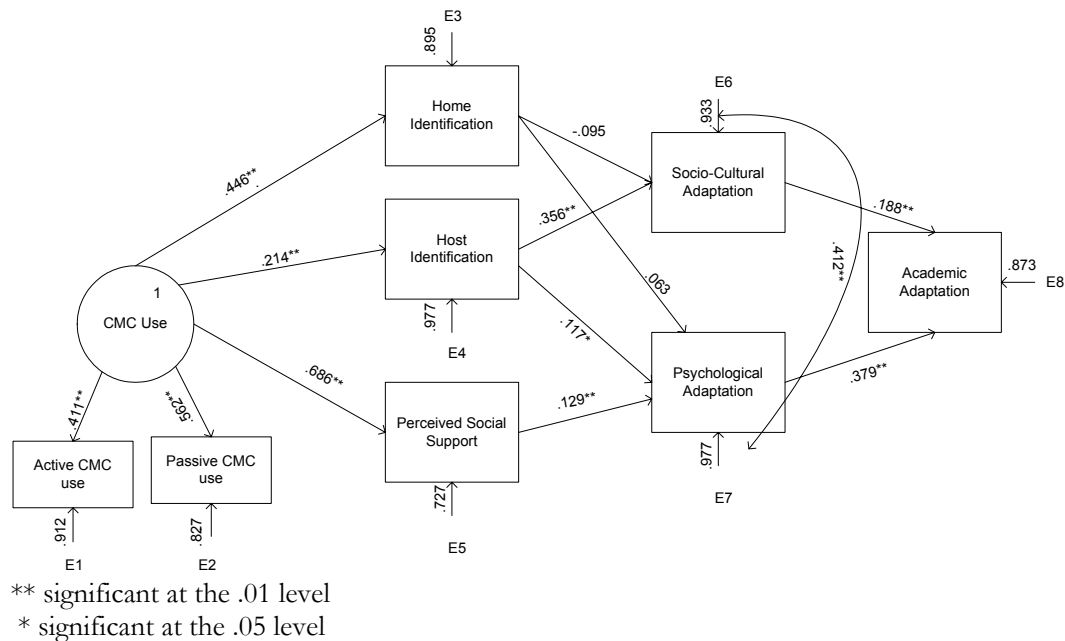 E3
.895
Home
Identification
E6
.933
-.095
Socio-Cultural
Adaptation
.446**
.
.356**
.188**
Host
Identification
.214**
.412**
Academic
Adaptation
.873
E8
.063
1
CMC Use
.977
E4
.117*
.686**
Psychological
Adaptation
.379**
.129**
.411**
.562**
Perceived Social
Support
Active CMC
use
Passive CMC
use
.977
E7
.727
E5
.912
E1
.827
E2
** significant at the .01 level
* significant at the .05 level